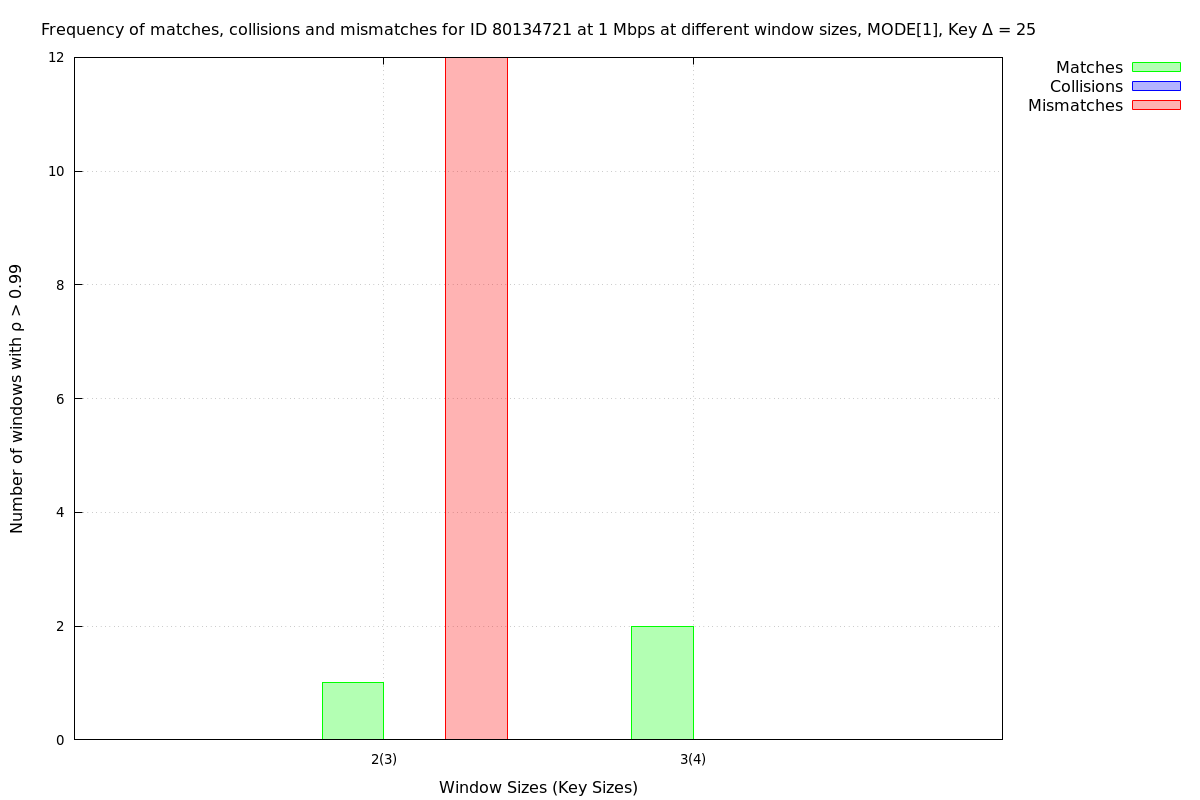 Frequency of matches, collisions and mismatches for ID 80134721 at 1 Mbps at different window sizes, MODE[1], Key Δ = 25
Matches
Collisions
Mismatches
12
10
8
6
4
2
0
Number of windows with ρ > 0.99
2(3)
3(4)
Window Sizes (Key Sizes)